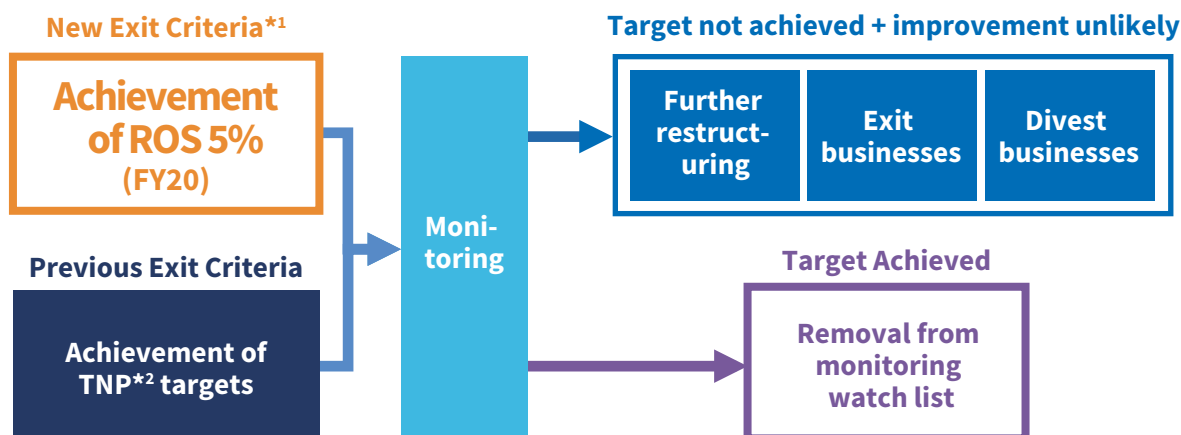 New Exit Criteria*1
Achievement
of ROS 5%
(FY20)
Previous Exit Criteria
Achievement of
TNP*2 targets
Moni-
toring
Target not achieved + improvement unlikely
Further
restruct-
uring
Exit
businesses
Divest
businesses
Target Achieved
Removal from
monitoring
watch list